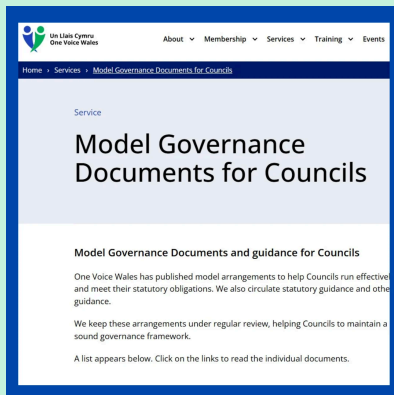 Un Llais Cymru
One Voice Wales
About Membership Services Training Events
Home › Services › Model Governance Documents for Councils
Service
Model Governance
Documents for Councils
Model Governance Documents and guidance for Councils
One Voice Wales has published model arrangements to help Councils run effectivel
and meet their statutory obligations. We also circulate statutory guidance and othe
guidance.
We keep these arrangements under regular review, helping Councils to maintain a
sound governance framework.
A list appears below. Click on the links to read the individual documents.